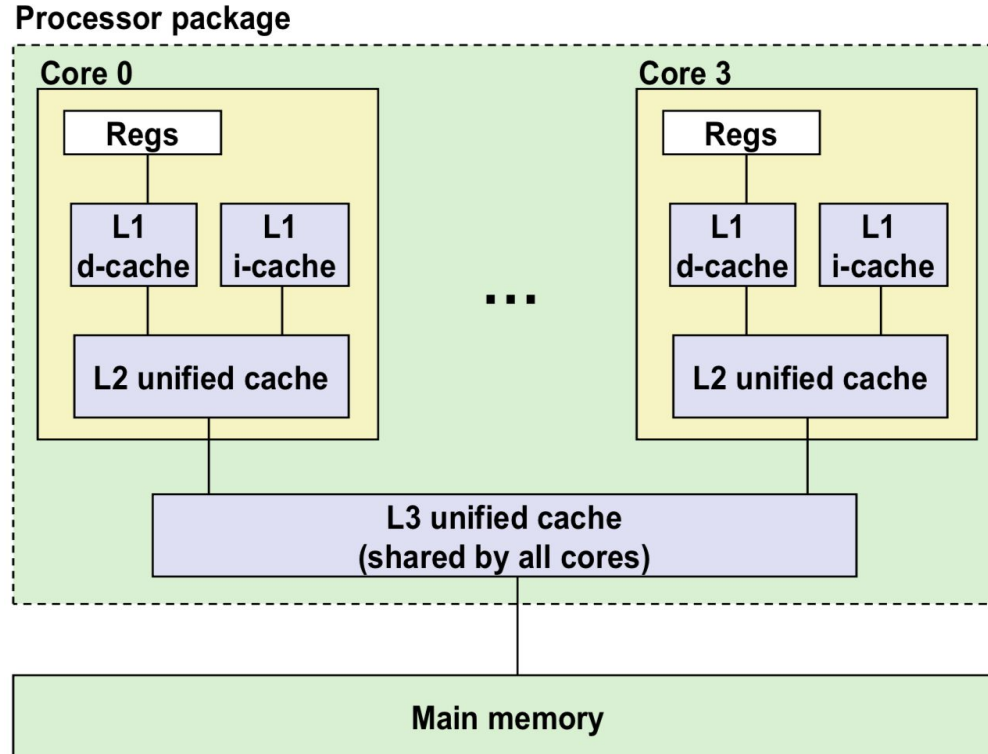 Processor package
Core 0
Core 3
Regs
Regs
L1
d-cache
L1
i-cache
L1
d-cache
L1
i-cache
...
L2 unified cache
L2 unified cache
L3 unified cache
(shared by all cores)
Main memory